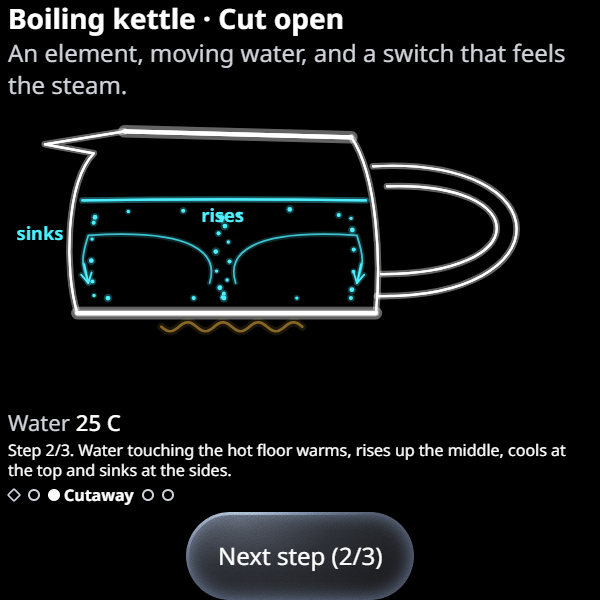 Boiling kettle · Cut open
An element, moving water, and a switch that feels
the steam.
rises
sinks
Water 25 C
Step 2/3. Water touching the hot floor warms, rises up the middle, cools at
the top and sinks at the sides.
Cutaway
Next step (2/3)